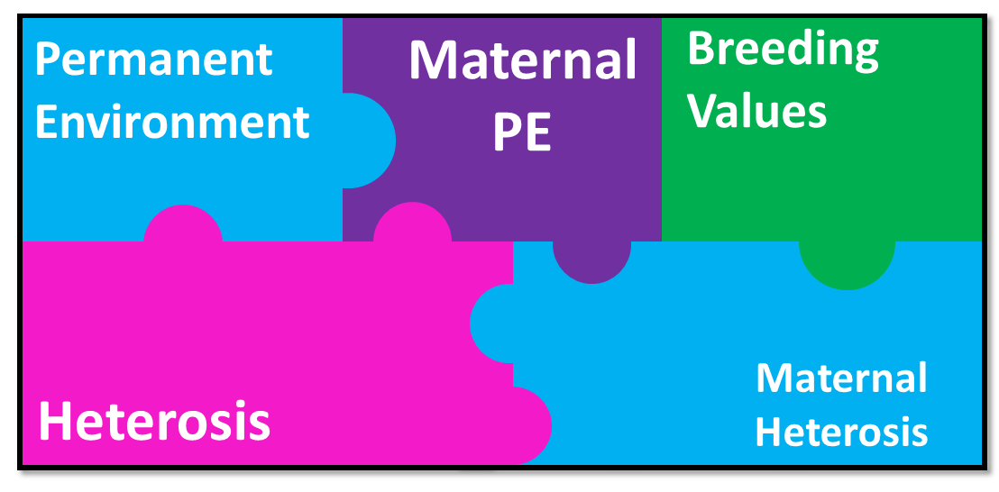 Permanent
Environment
Maternal
PE
Breeding
Values
Heterosis
Maternal
Heterosis